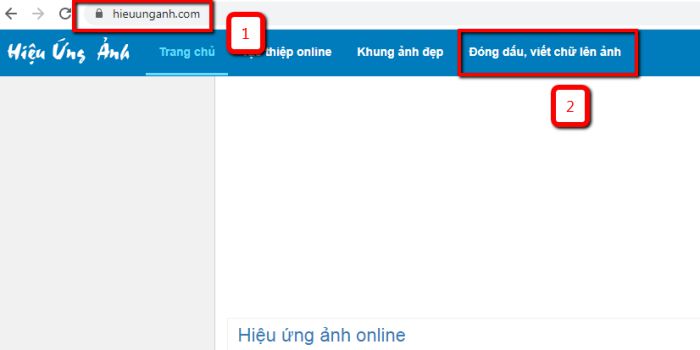 hieuunganh.com
1
Hiệu Ứng Ảnh Trang chủ thiệp online Khung ảnh đẹp Đóng dấu, viết chữ lên ảnh
2
Hiệu ứng ảnh online